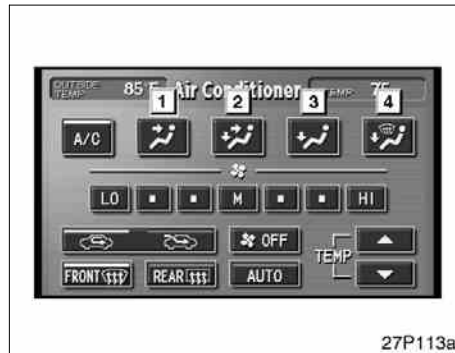 OUTSIDE TEMP 85°F Air Conditioner TEMP 75
1 2 3 4
A/C
LO M HI
OFF
TEMP
FRONT REAR AUTO
27P113a